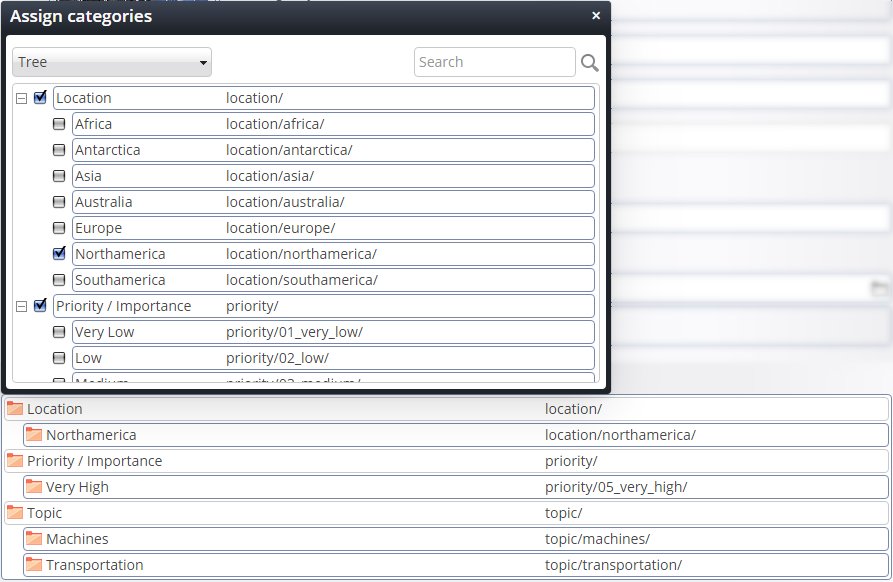 Assign categories ×
Tree Search
Location location/
Africa location/africa/
Antarctica location/antarctica/
Asia location/asia/
Australia location/australia/
Europe location/europe/
Northamerica location/northamerica/
Southamerica location/southamerica/
Priority / Importance priority/
Very Low priority/01_very_low/
Low priority/02_low/
Medium priority/03_medium/
Location location/
Northamerica location/northamerica/
Priority / Importance priority/
Very High priority/05_very_high/
Topic topic/
Machines topic/machines/
Transportation topic/transportation/